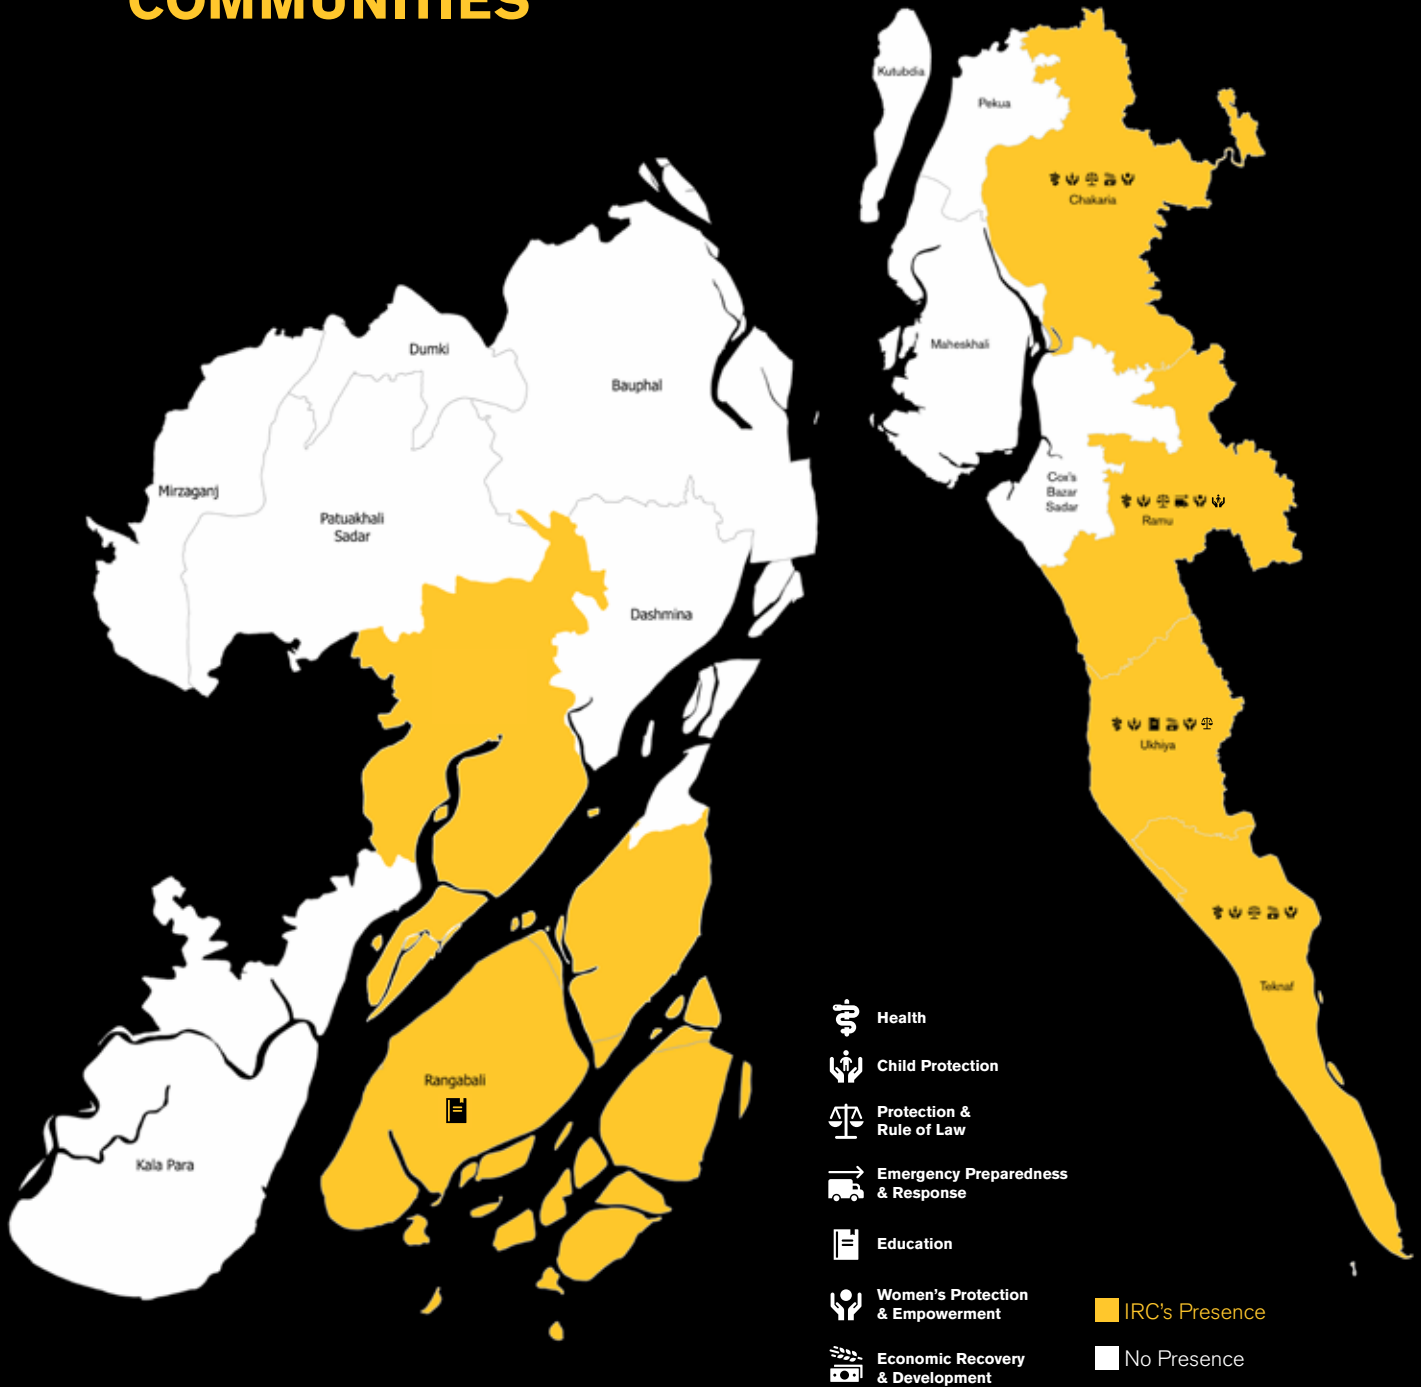 COMMUNITIES
Kutubdia
Pekua
Chakaria
Dumki
Maheskhali
Bauphal
Mirzaganj
Cox's
Bazar
Sadar
Patuakhali
Sadar
Ramu
Dashmina
Ukhiya
Teknaf
Rangabali
Kala Para
Health
Child Protection
Protection &
Rule of Law
Emergency Preparedness
& Response
Education
Women's Protection
& Empowerment
Economic Recovery
& Development
IRC's Presence
No Presence